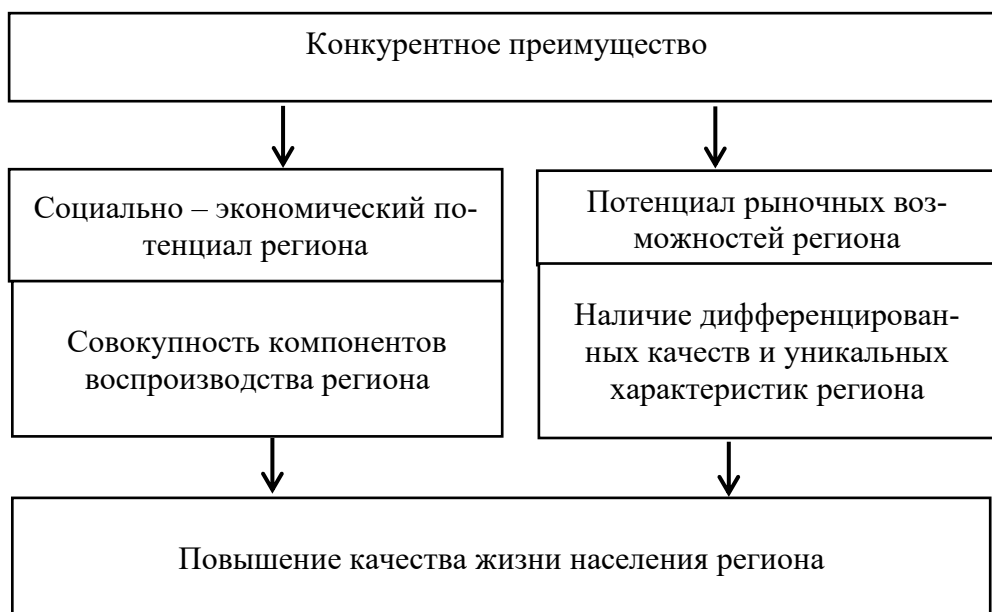 Конкурентное преимущество
Социально – экономический по-
тенциал региона
Потенциал рыночных воз-
можностей региона
Совокупность компонентов
воспроизводства региона
Наличие дифференцирован-
ных качеств и уникальных
характеристик региона
Повышение качества жизни населения региона